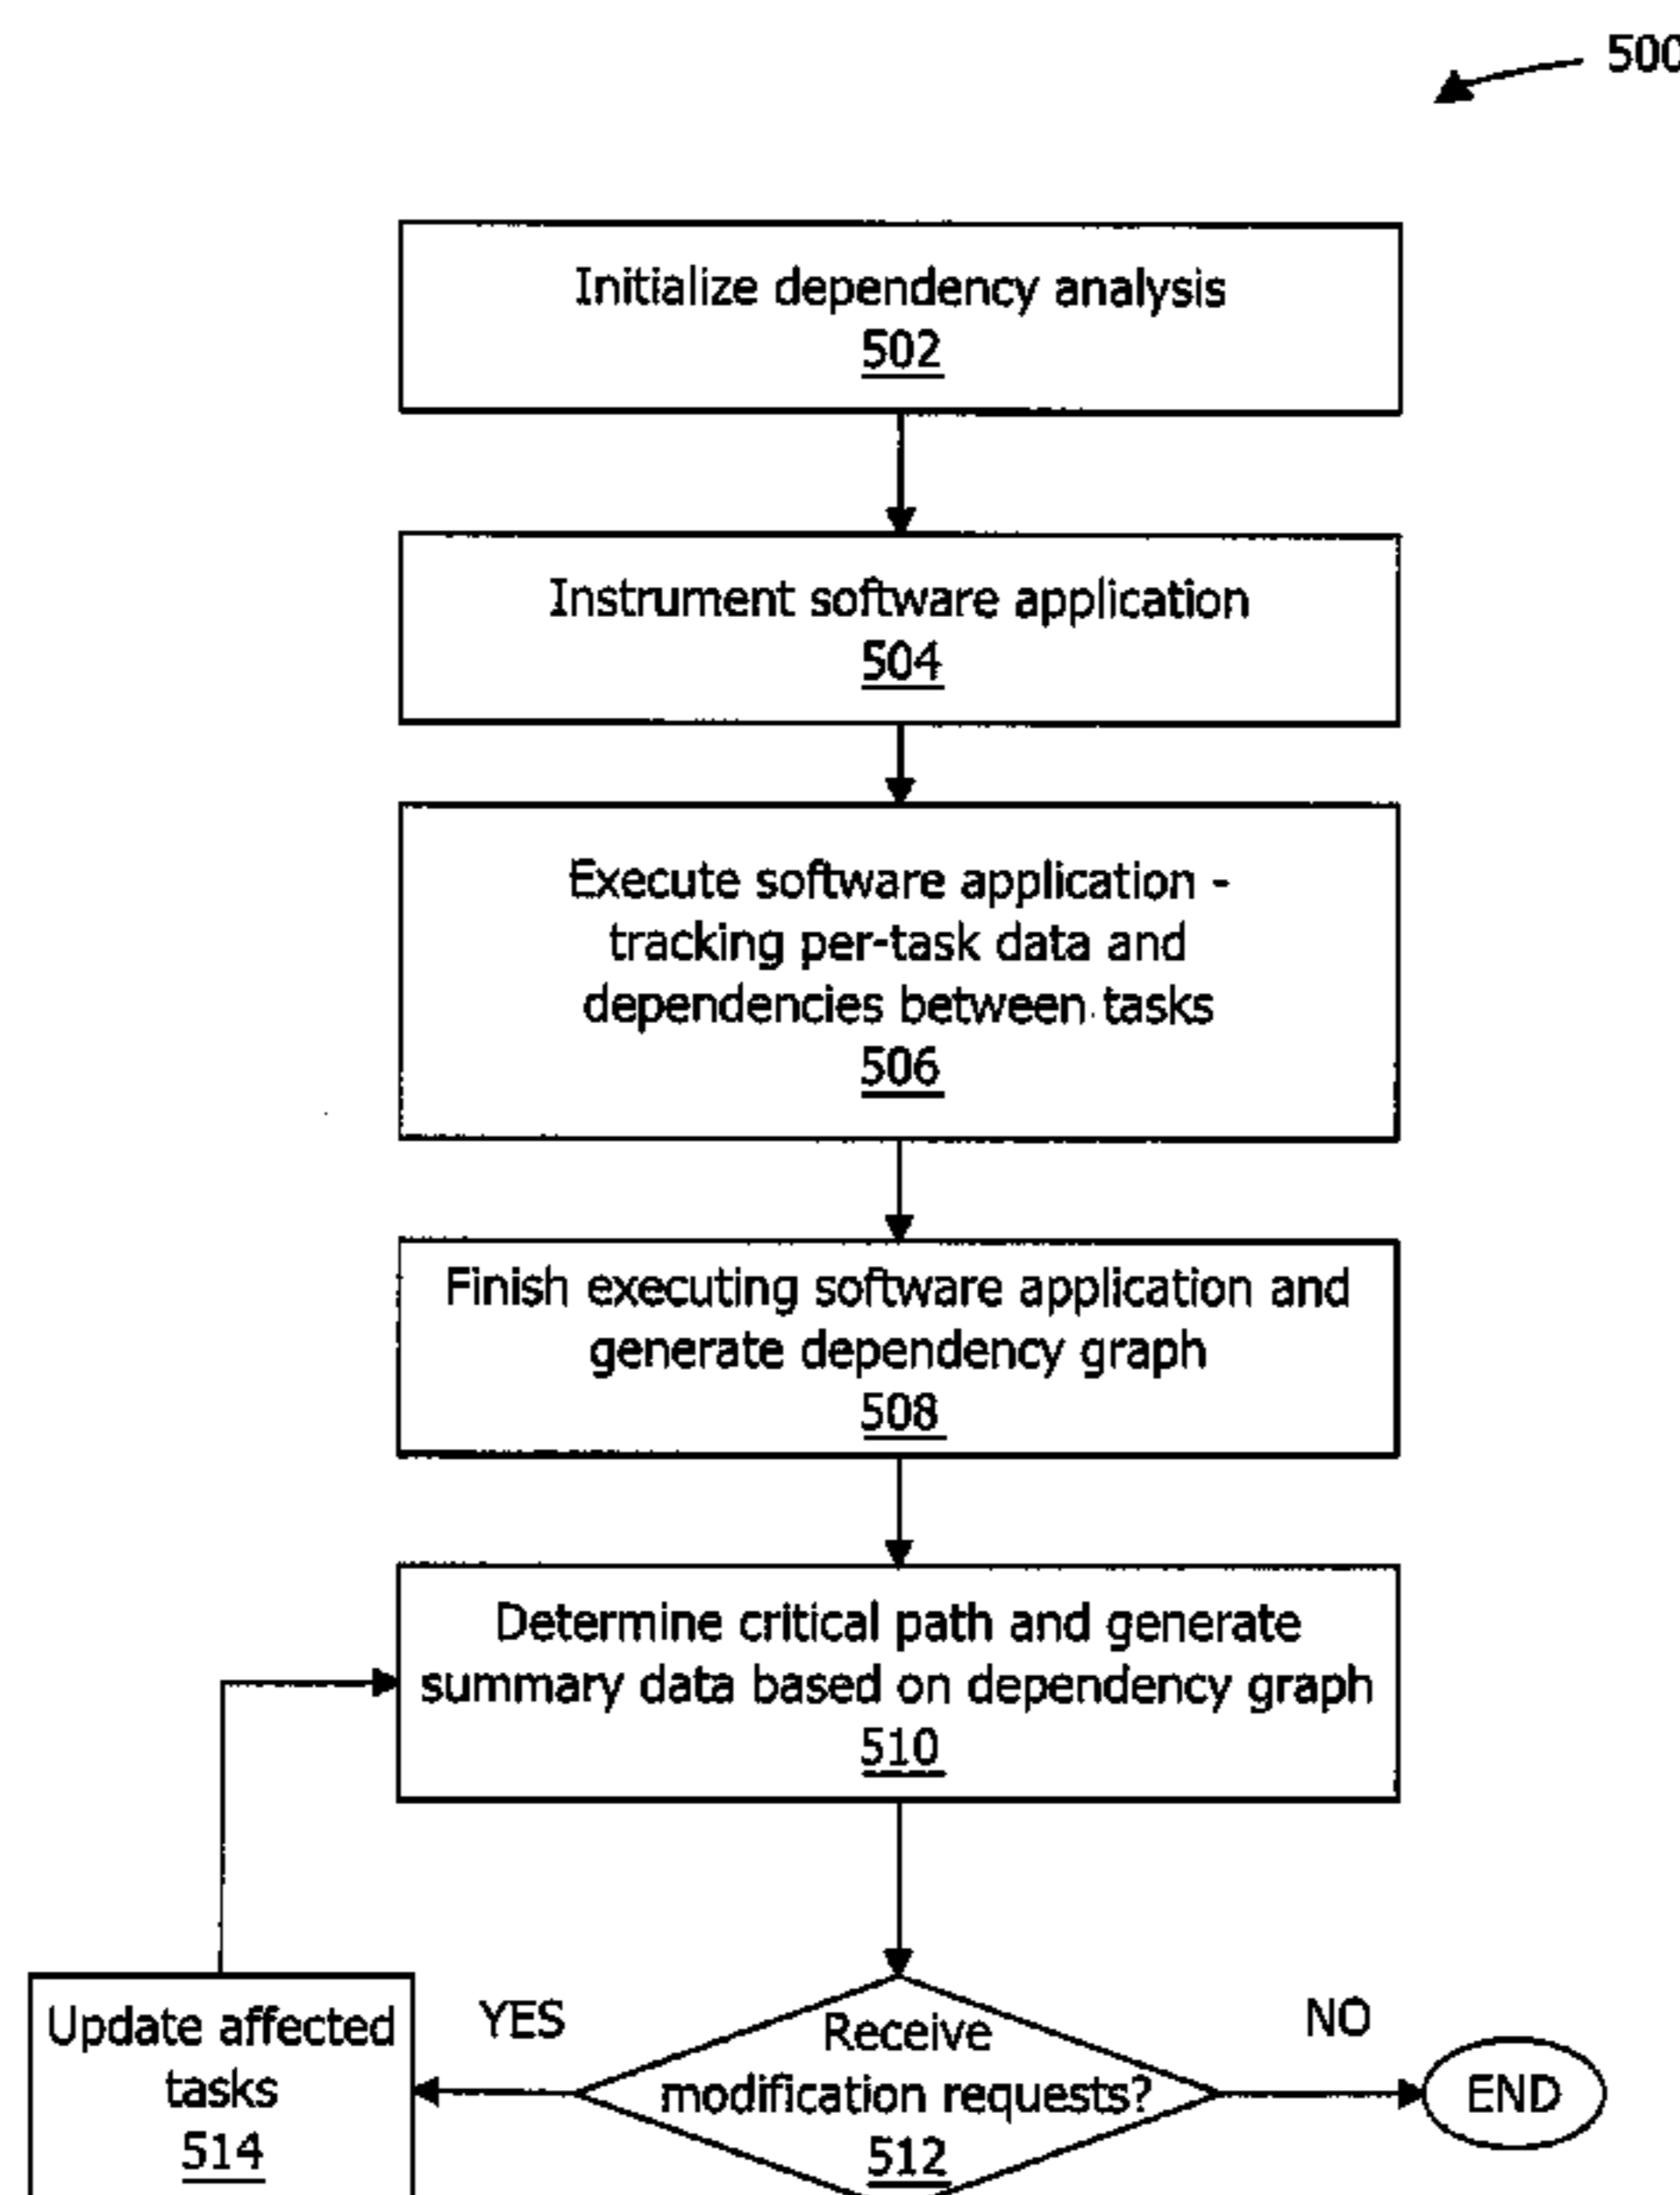 500
Initialize dependency analysis
502
Instrument software application
504
Execute software application -
tracking per-task data and
dependencies between tasks
506
Finish executing software application and
generate dependency graph
508
Determine critical path and generate
summary data based on dependency graph
510
Update affected
tasks
514
YES
Receive
modification requests?
512
NO
END